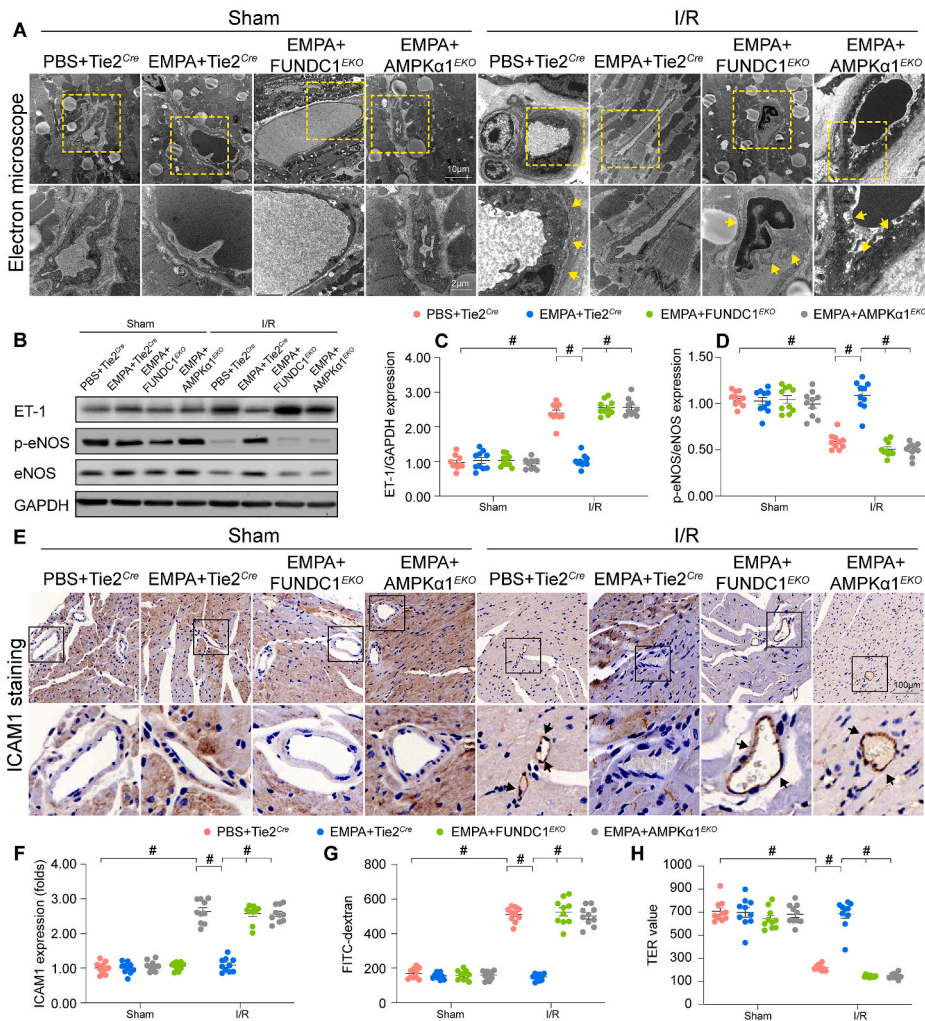 Sham I/R
A
PBS+Tie2Cre EMPA+Tie2Cre EMPA+FUNDC1EKO EMPA+AMPKα1EKO PBS+Tie2Cre EMPA+Tie2Cre EMPA+FUNDC1EKO EMPA+AMPKα1EKO
Electron microscope
10μm
2μm
PBS+Tie2Cre EMPA+Tie2Cre EMPA+FUNDC1EKO EMPA+AMPKα1EKO
B
Sham I/R
PBS+Tie2Cre EMPA+Tie2Cre EMPA+FUNDC1EKO EMPA+AMPKα1EKO PBS+Tie2Cre EMPA+Tie2Cre EMPA+FUNDC1EKO EMPA+AMPKα1EKO
ET-1
p-eNOS
eNOS
GAPDH
C
# # #
ET-1/GAPDH expression
4.00
3.00
2.00
1.00
0.00
Sham I/R
D
# # #
p-eNOS/eNOS expression
1.50
1.00
0.50
0.00
Sham I/R
E
Sham I/R
PBS+Tie2Cre EMPA+Tie2Cre EMPA+FUNDC1EKO EMPA+AMPKα1EKO PBS+Tie2Cre EMPA+Tie2Cre EMPA+FUNDC1EKO EMPA+AMPKα1EKO
ICAM1 staining
100μm
PBS+Tie2Cre EMPA+Tie2Cre EMPA+FUNDC1EKO EMPA+AMPKα1EKO
F
# # #
ICAM1 expression (folds)
4.00
3.00
2.00
1.00
0.00
Sham I/R
G
# # #
FITC-dextran
800
600
400
200
0
Sham I/R
H
# # #
TER value
1000
900
700
500
300
100
0
Sham I/R